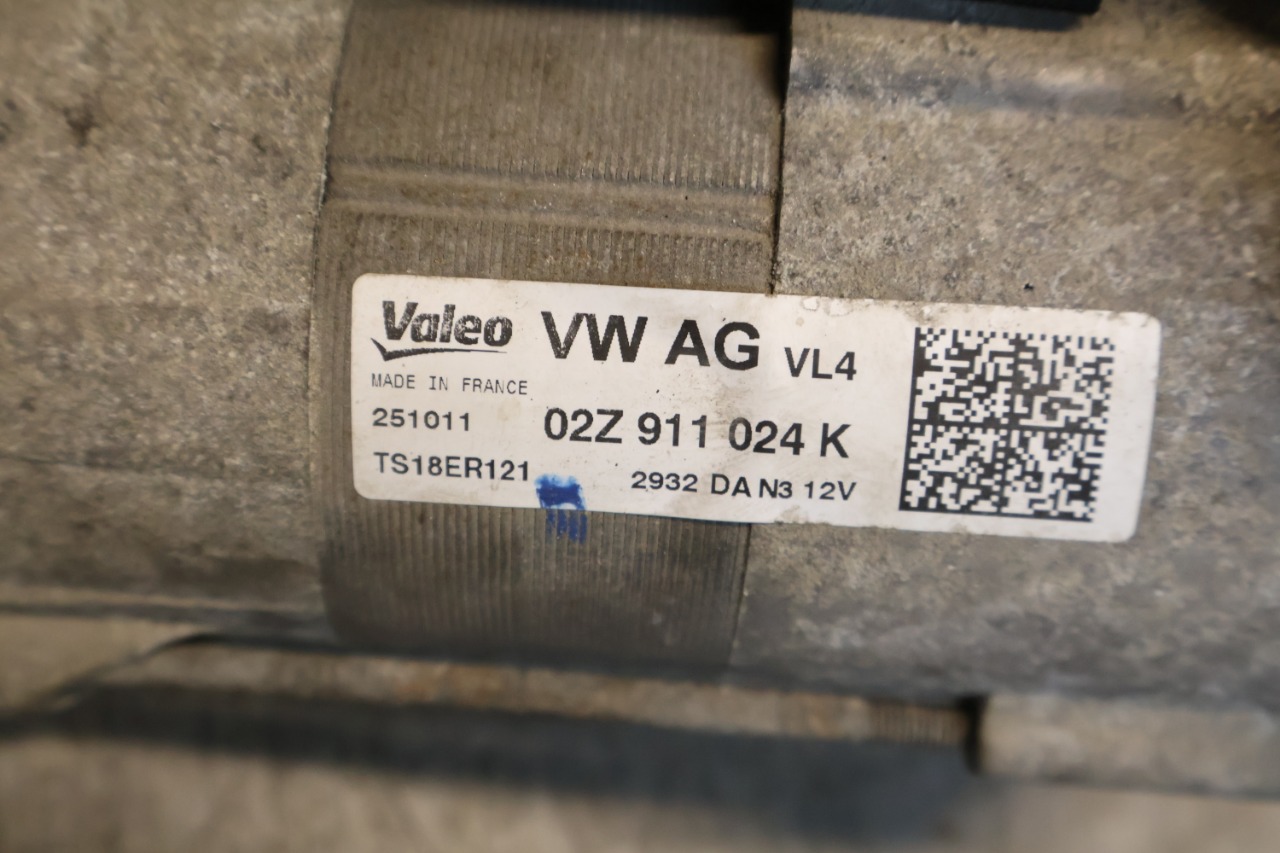 Valeo VW AG VL4
MADE IN FRANCE
251011 02Z 911 024 K
TS18ER121 2932 DA N3 12V